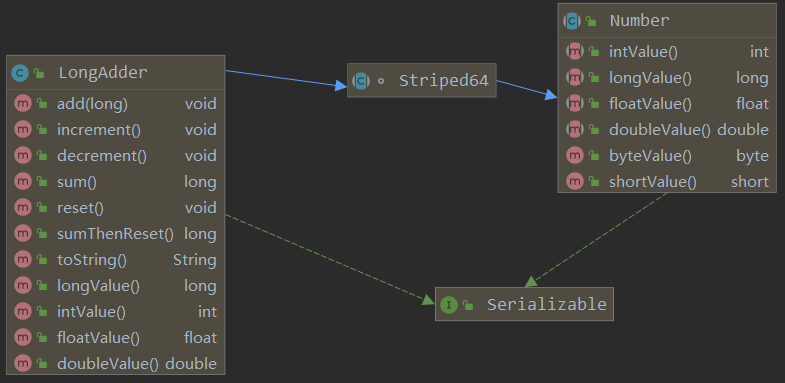 LongAdder
add(long) void
increment() void
decrement() void
sum() long
reset() void
sumThenReset() long
toString() String
longValue() long
intValue() int
floatValue() float
doubleValue() double
Striped64
Number
intValue() int
longValue() long
floatValue() float
doubleValue() double
byteValue() byte
shortValue() short
Serializable